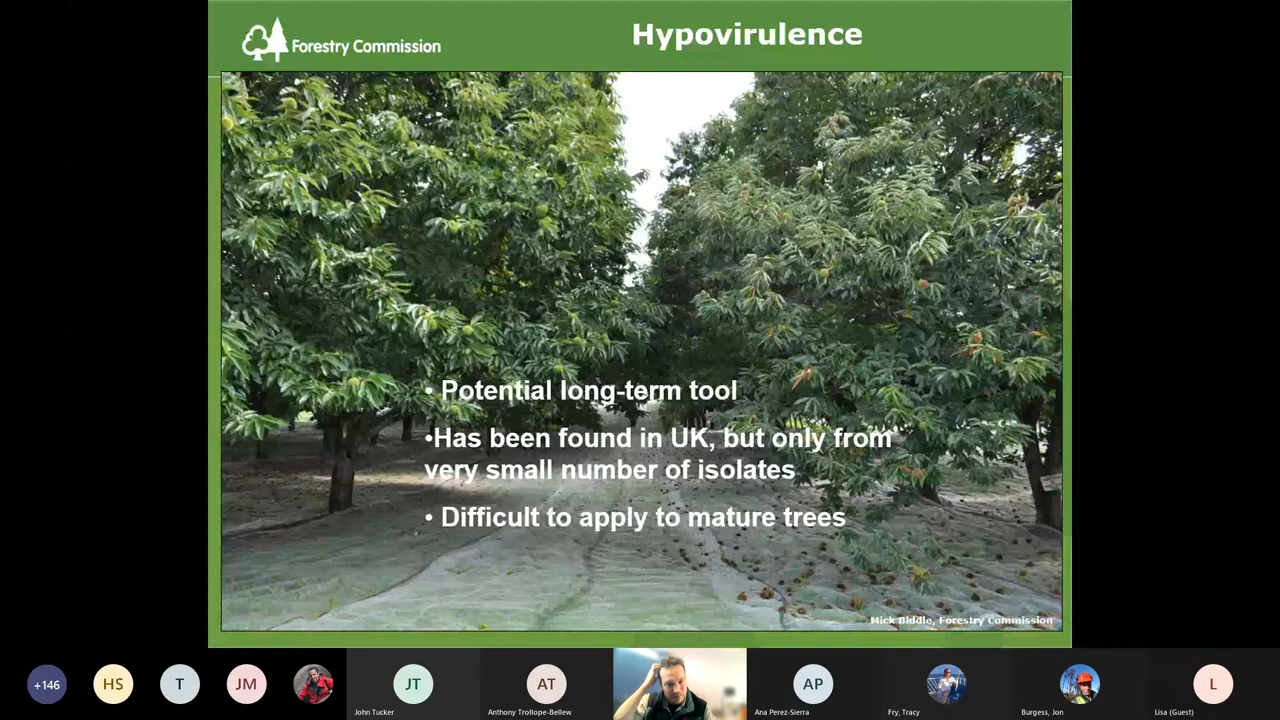 Forestry Commission
Hypovirulence
• Potential long-term tool
•Has been found in UK, but only from
very small number of isolates
• Difficult to apply to mature trees
Mick Biddle, Forestry Commission
+146
HS
T
JM
JT
John Tucker
AT
Anthony Trollope-Bellew
AP
Ana Perez-Sierra
Fry, Tracy
Burgess, Jon
L
Lisa (Guest)